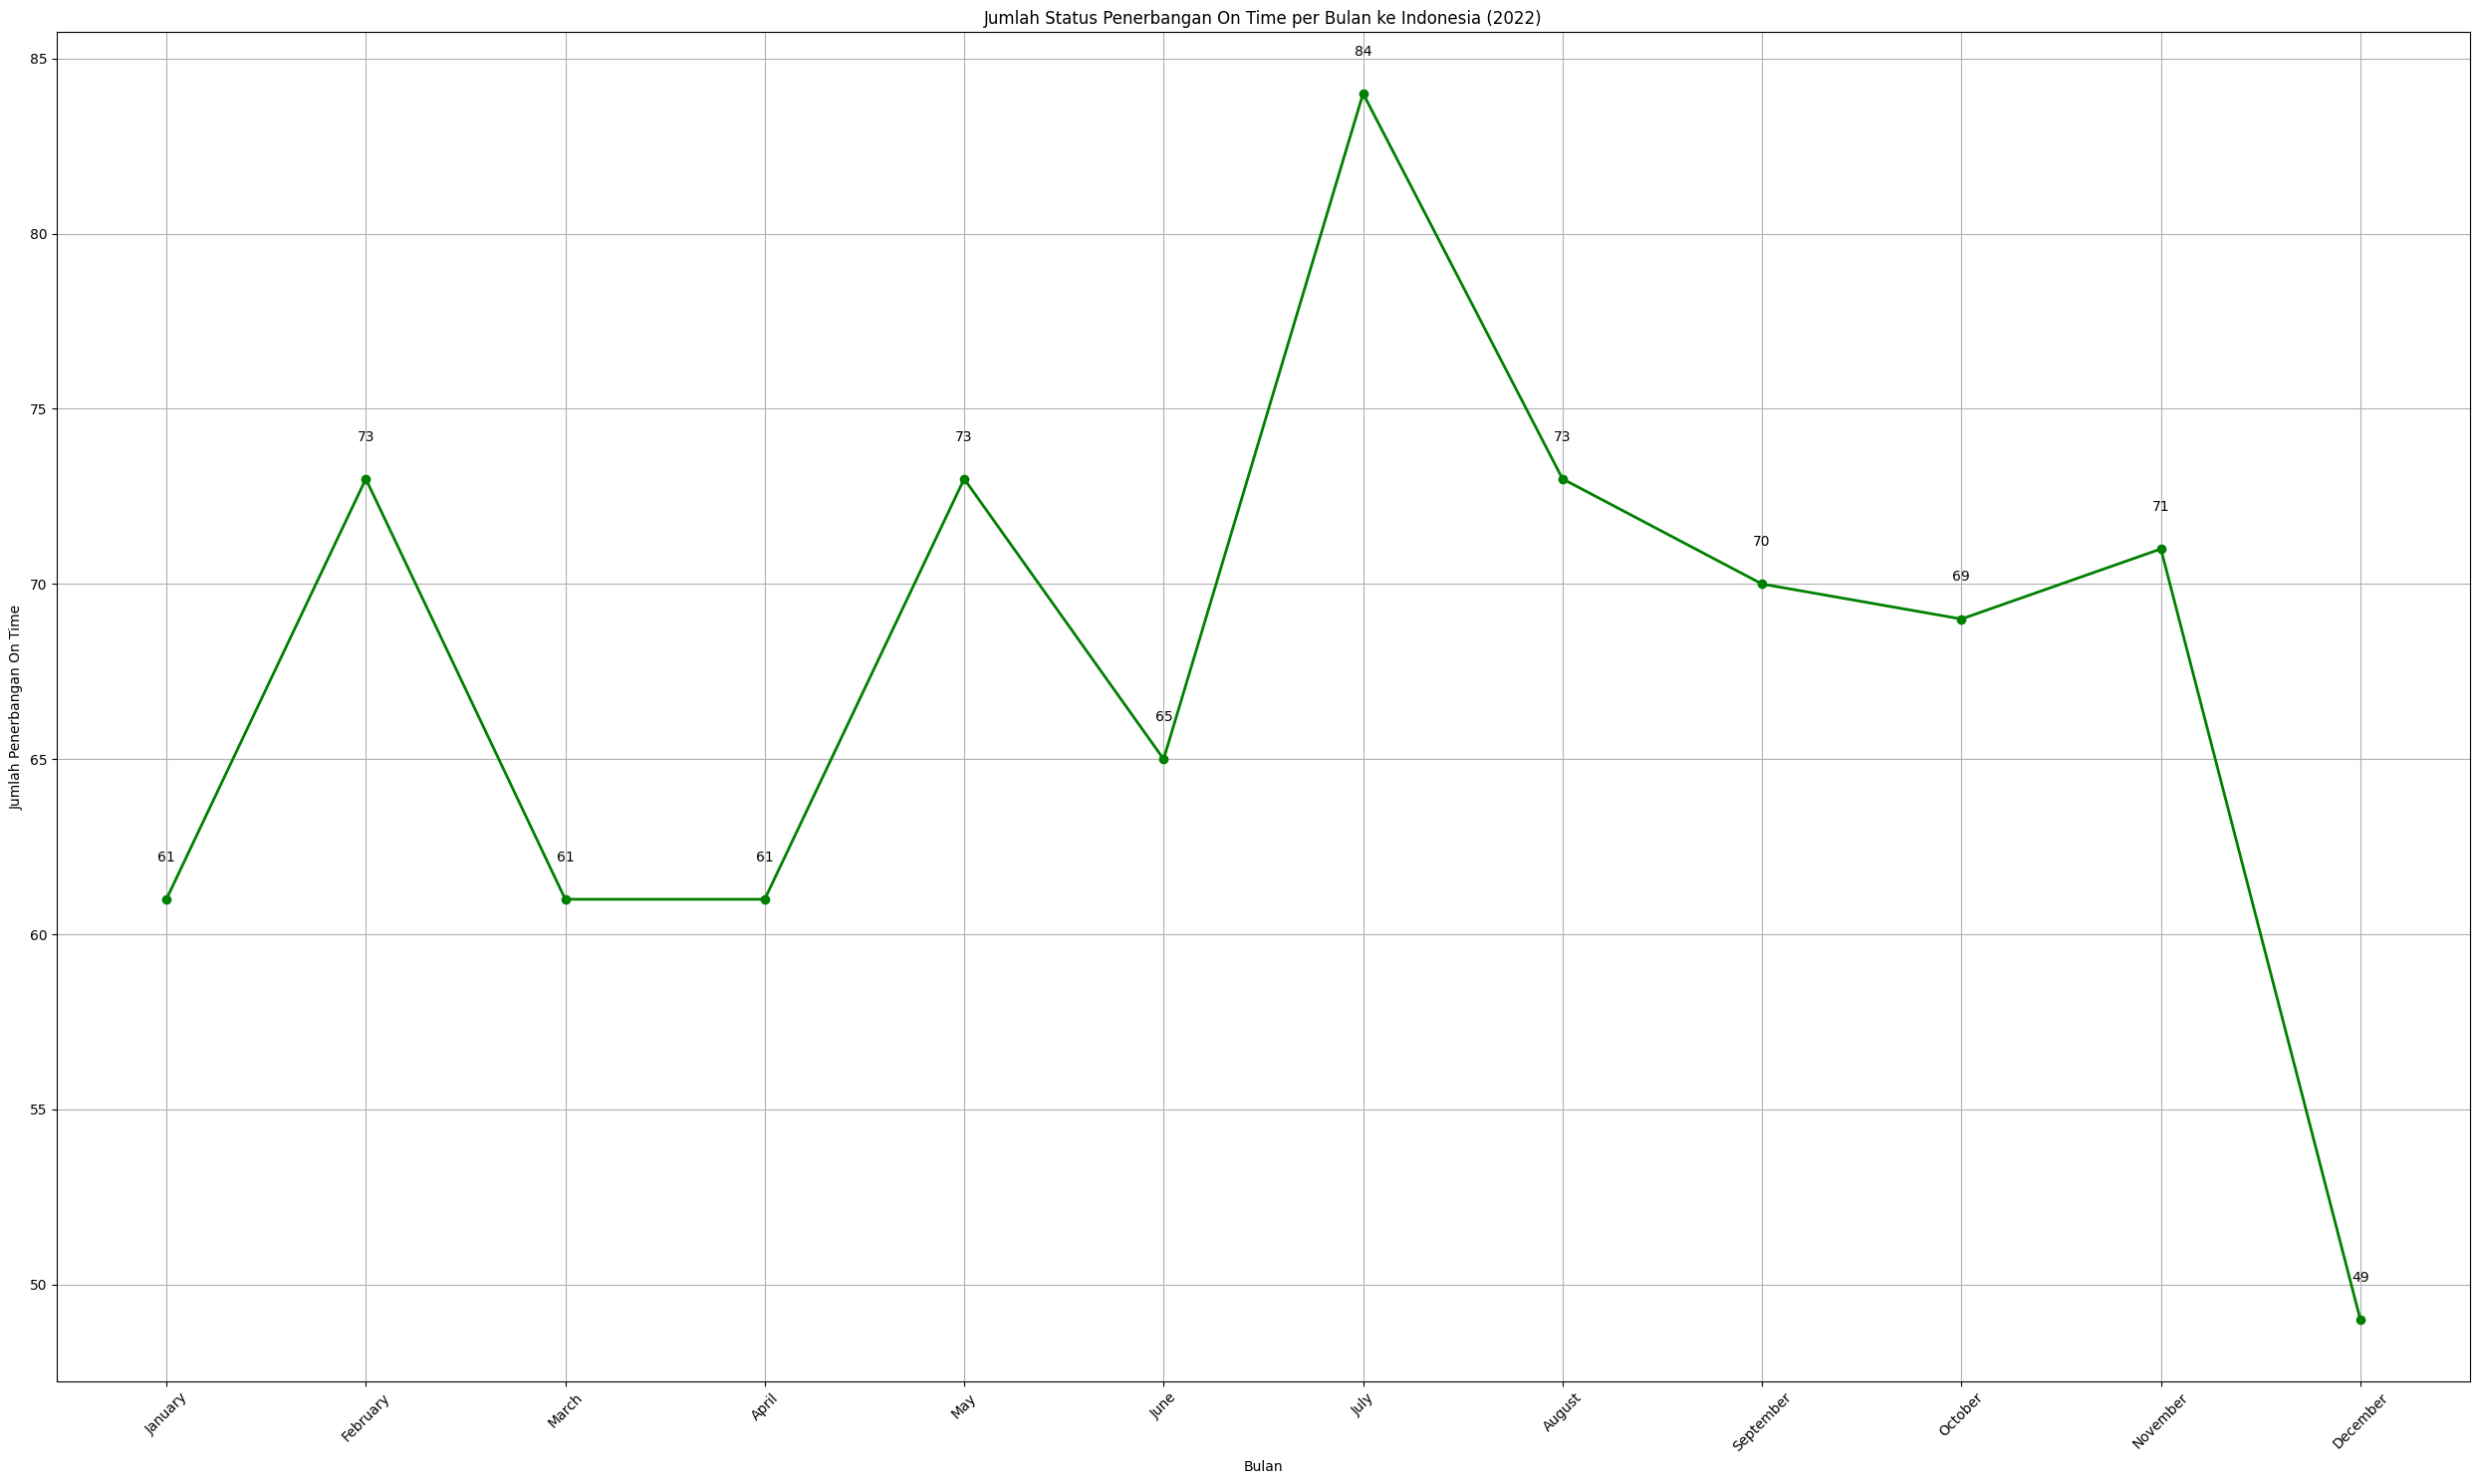 Jumlah Status Penerbangan On Time per Bulan ke Indonesia (2022)
Jumlah Penerbangan On Time
85
80
75
70
65
60
55
50
61
73
61
61
73
65
84
73
70
69
71
49
January
February
March
April
May
June
July
August
September
October
November
December
Bulan